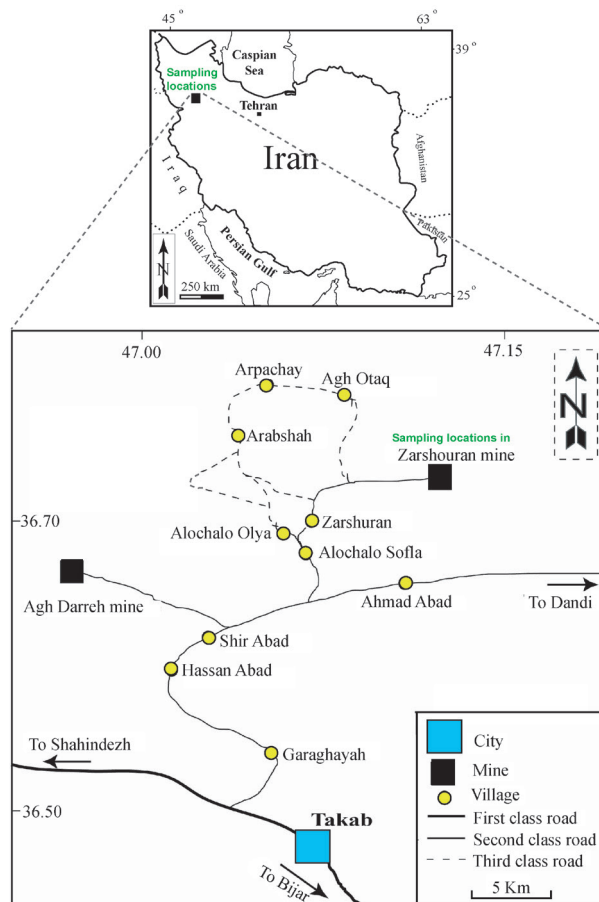 45°
63°
39°
Caspian
Sea
Sampling
locations
Tehran
Iran
Iraq
Afghanistan
Pakistan
Persian Gulf
Saudi Arabia
N
250 km
25°
47.00
47.15
Arpachay
Agh Otaq
N
Arabshah
Sampling locations in
Zarshouran mine
36.70
Zarshuran
Alochalo Olya
Alochalo Sofla
Agh Darreh mine
Ahmad Abad
To Dandi
Shir Abad
Hassan Abad
To Shahindezh
Garaghayah
36.50
Takab
To Bijar
City
Mine
Village
First class road
Second class road
Third class road
5 Km